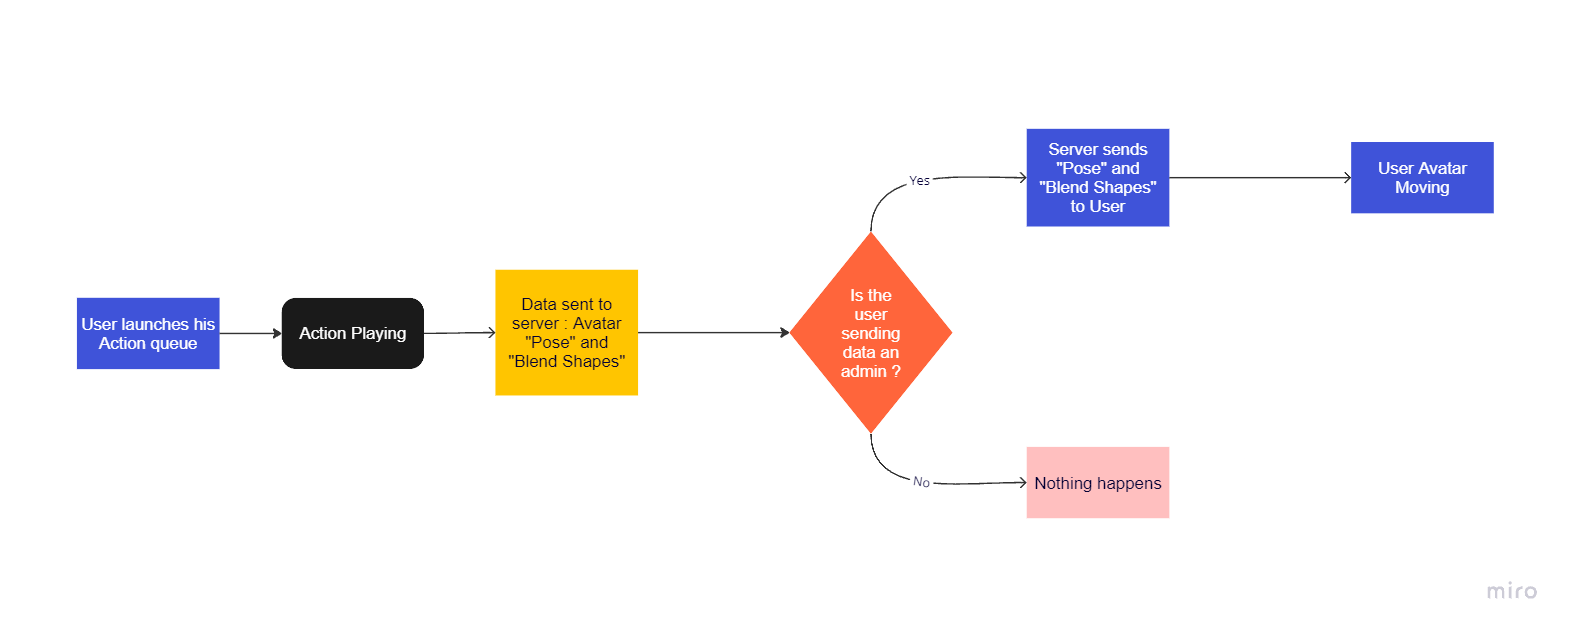 User launches his
Action queue
Action Playing
Data sent to
server : Avatar
"Pose" and
"Blend Shapes"
Is the
user
sending
data an
admin ?
Yes
Server sends
"Pose" and
"Blend Shapes"
to User
User Avatar
Moving
No
Nothing happens
miro